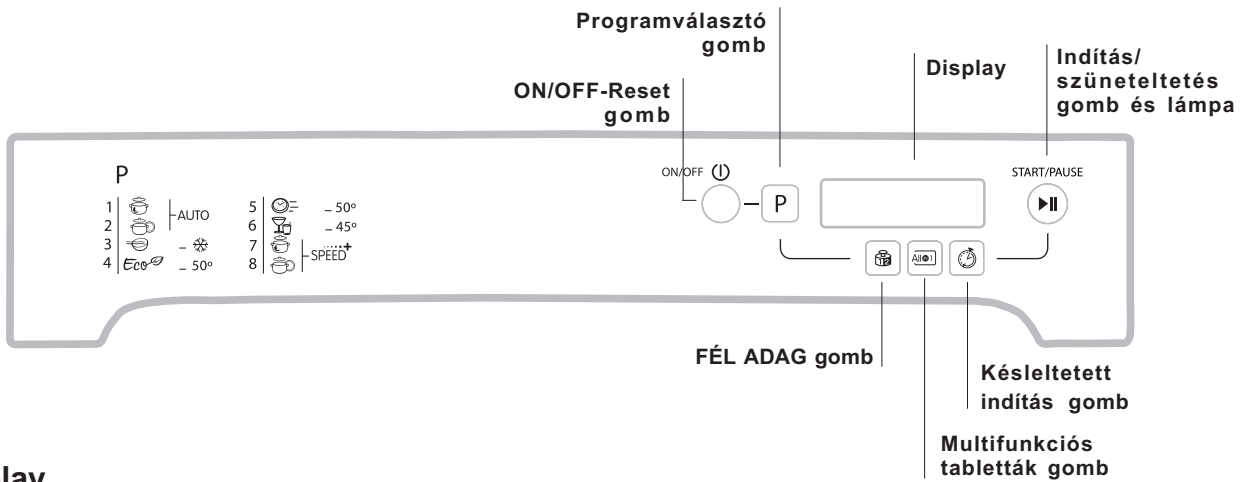 Programválasztó
gomb
Display
Indítás/
szüneteltetés
gomb és lámpa
ON/OFF-Reset
gomb
P
ON/OFF
P
START/PAUSE
1
2
AUTO
3
4 Eco - 50°
5 - 50°
6 - 45°
7
8
SPEED+
All 1
FÉL ADAG gomb
Késleltetett
indítás gomb
Multifunkciós
tabletták gomb